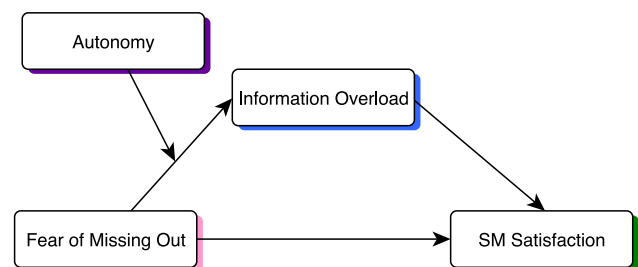 Autonomy
Information Overload
Fear of Missing Out
SM Satisfaction